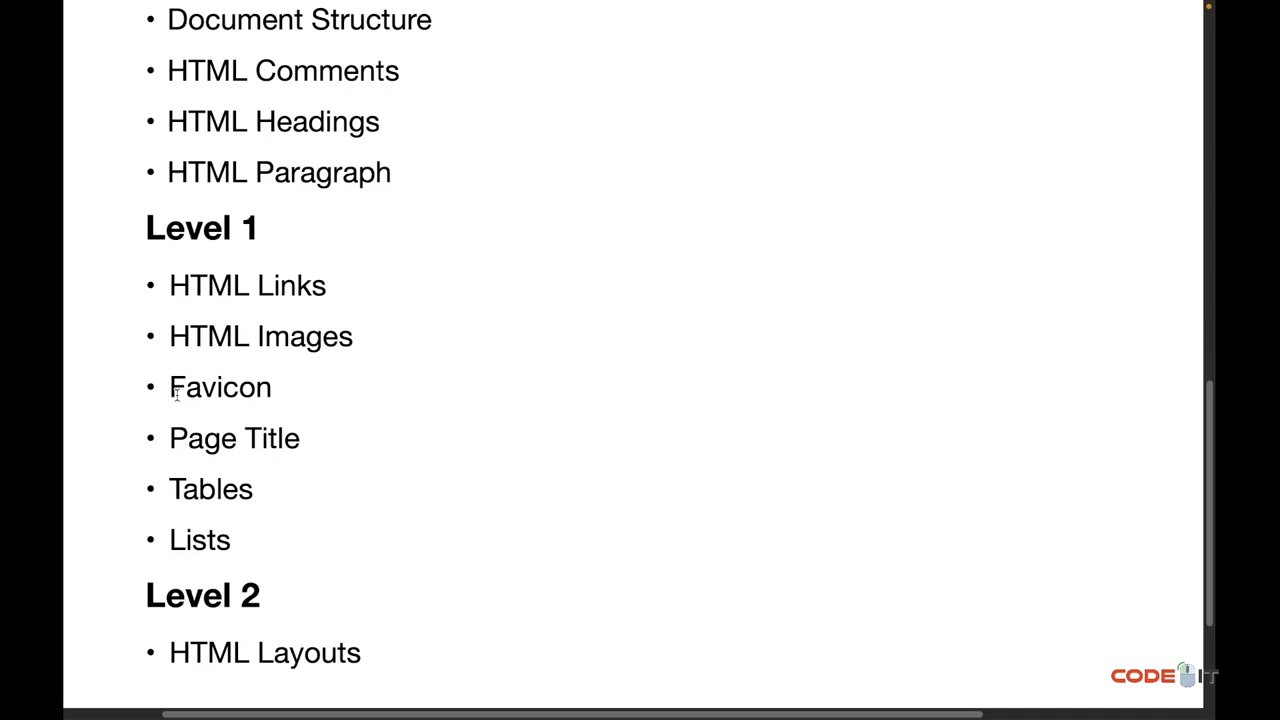 • Document Structure
• HTML Comments
• HTML Headings
• HTML Paragraph
Level 1
• HTML Links
• HTML Images
• Favicon
• Page Title
• Tables
• Lists
Level 2
• HTML Layouts
CODE IT